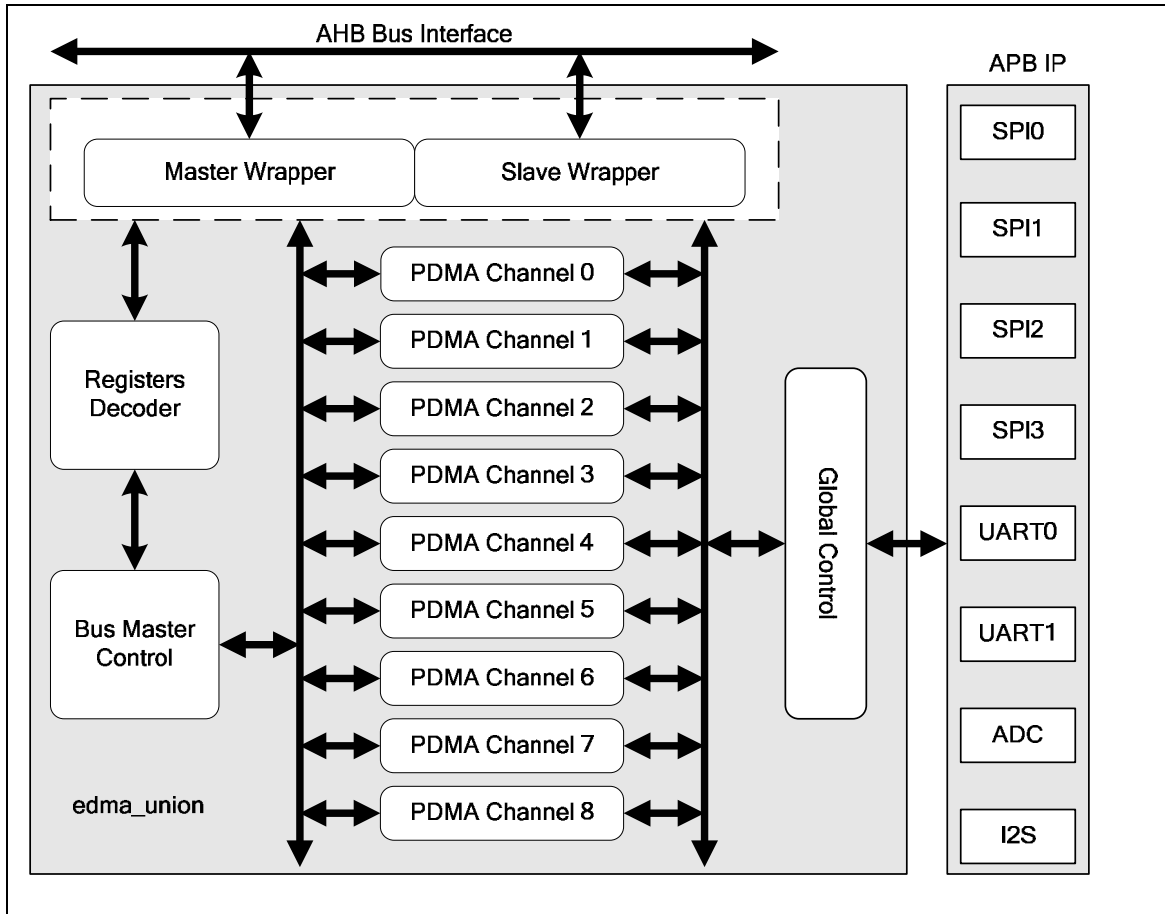 AHB Bus Interface
APB IP
Master Wrapper
Slave Wrapper
Registers
Decoder
Bus Master
Control
edma_union
PDMA Channel 0
PDMA Channel 1
PDMA Channel 2
PDMA Channel 3
PDMA Channel 4
PDMA Channel 5
PDMA Channel 6
PDMA Channel 7
PDMA Channel 8
Global Control
SPI0
SPI1
SPI2
SPI3
UART0
UART1
ADC
I2S